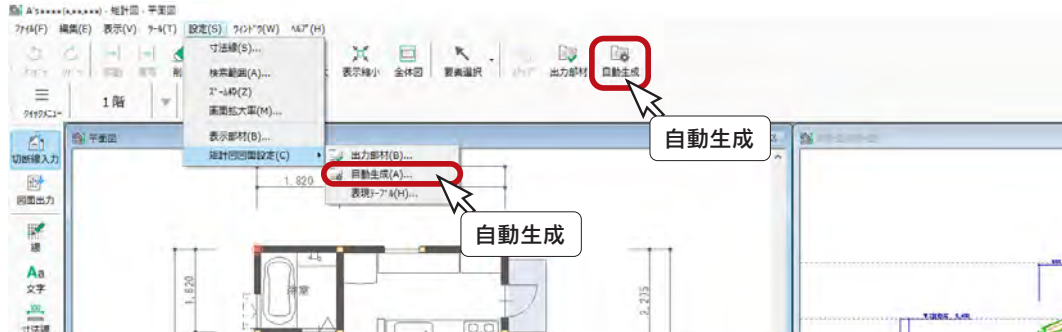 A's**** (*.**,***) - 矩計図 - 平面図
ファイル(F) 編集(E) 表示(V) ツール(T) 設定(S) ウィンドウ(W) ヘルプ(H)
寸法線(S)...
検索範囲(A)...
ズーム枠(Z)
画面拡大率(M)...
表示部材(B)...
矩計図図面設定(C)
出力部材(B)...
自動生成(A)...
表現テーブル(H)...
削
表示縮小
全体図
要素選択
出力部材
自動生成
クイックメニュー
1階
自動生成
自動生成
平面図
切断線入力
図面出力
線
Aa
文字
寸法線
1,820
1,820
浴室
2,275